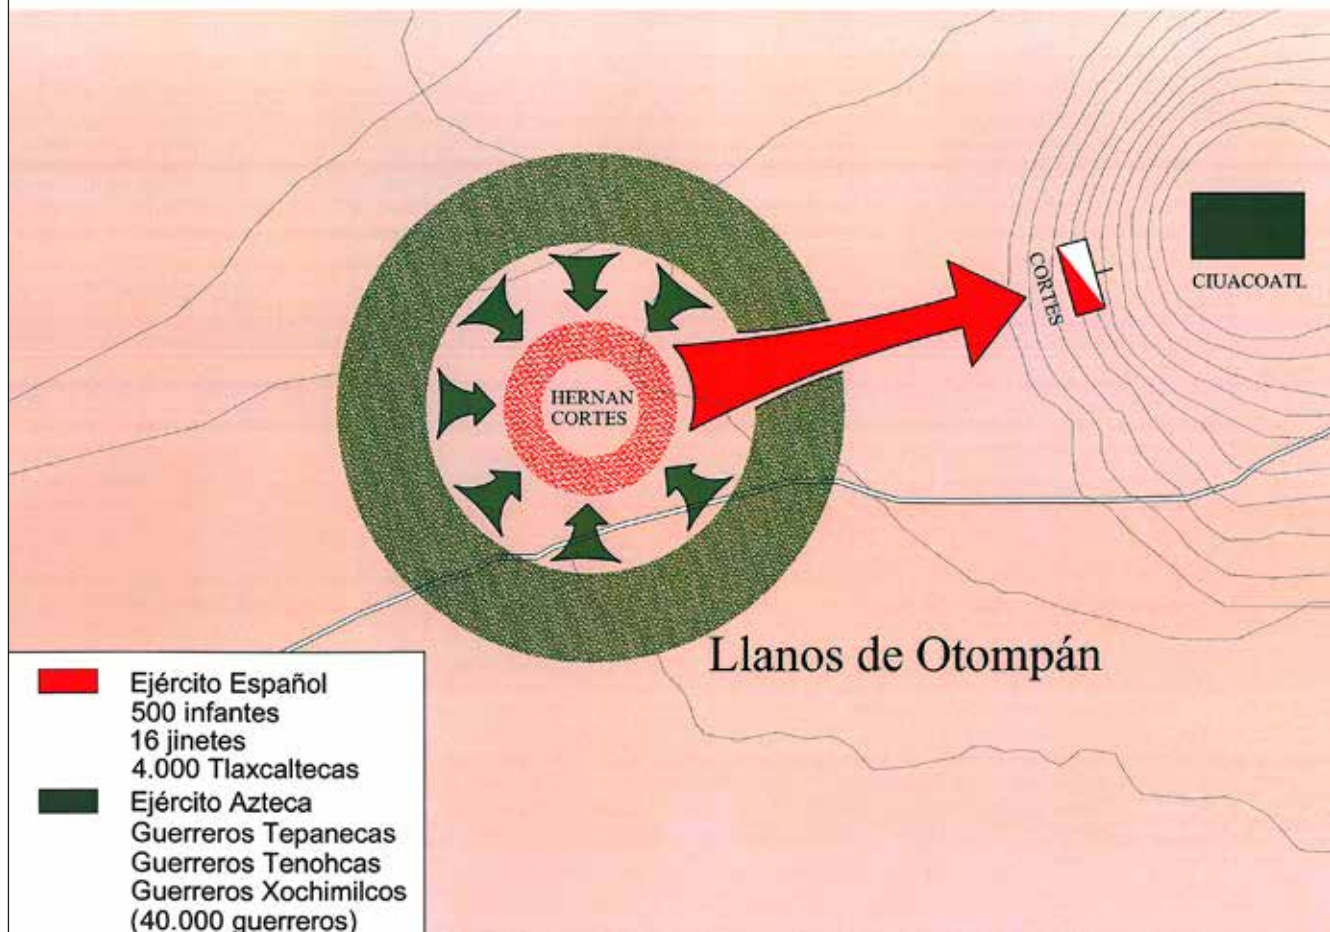 HERNAN
CORTES
CORTES
CIUACOATL
Llanos de Otompán
Ejército Español
500 infantes
16 jinetes
4.000 Tlaxcaltecas
Ejército Azteca
Guerreros Tepanecas
Guerreros Tenohcas
Guerreros Xochimilcos
(40.000 guerreros)